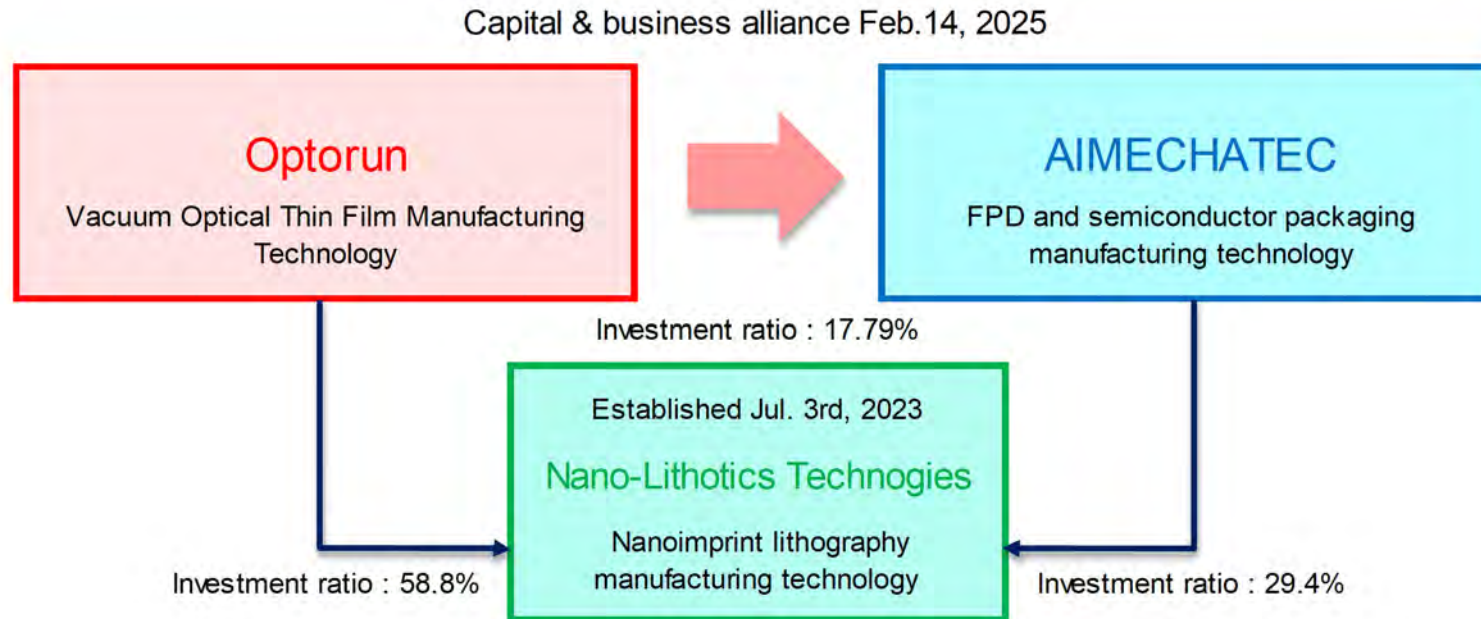 Capital & business alliance Feb.14, 2025
Optorun
Vacuum Optical Thin Film Manufacturing
Technology
AIMECHATEC
FPD and semiconductor packaging
manufacturing technology
Investment ratio : 17.79%
Established Jul. 3rd, 2023
Nano-Lithotics Technogies
Nanoimprint lithography
manufacturing technology
Investment ratio : 58.8%
Investment ratio : 29.4%